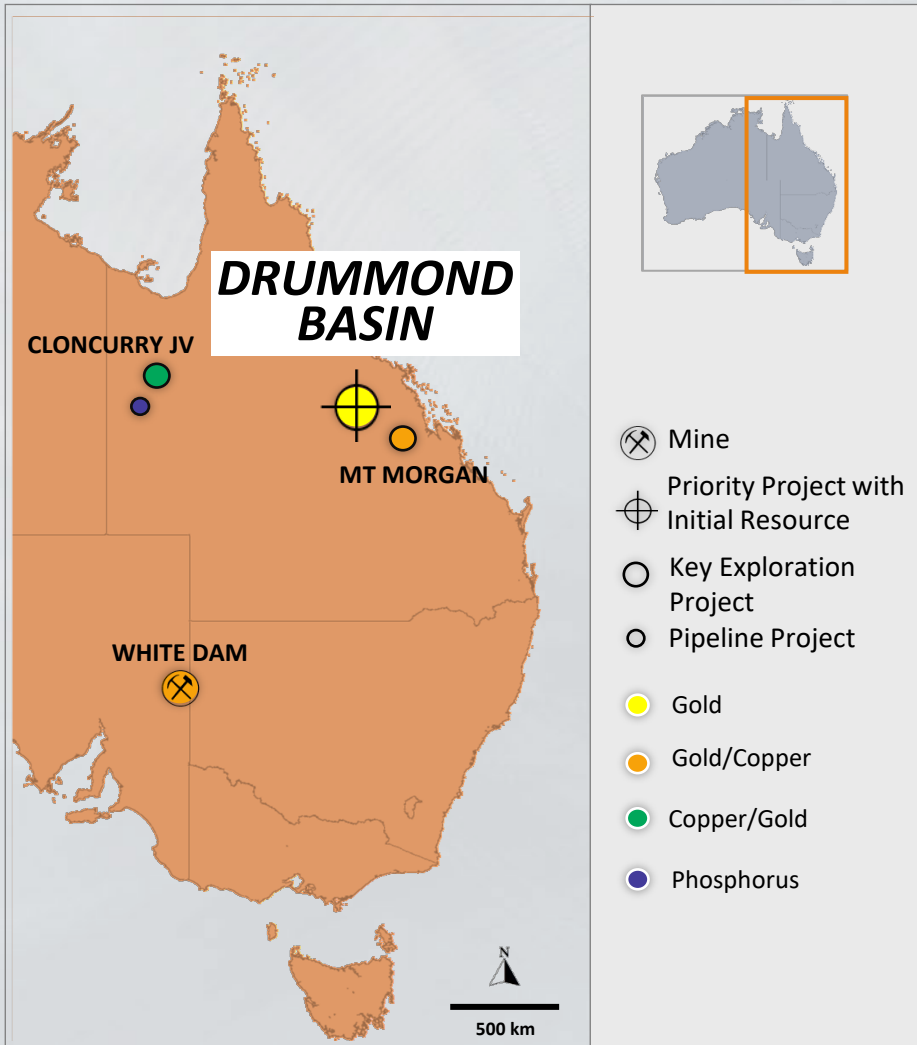 DRUMMOND
BASIN
CLONCURRY JV
MT MORGAN
WHITE DAM
N
500 km
Mine
Priority Project with
Initial Resource
Key Exploration
Project
Pipeline Project
Gold
Gold/Copper
Copper/Gold
Phosphorus